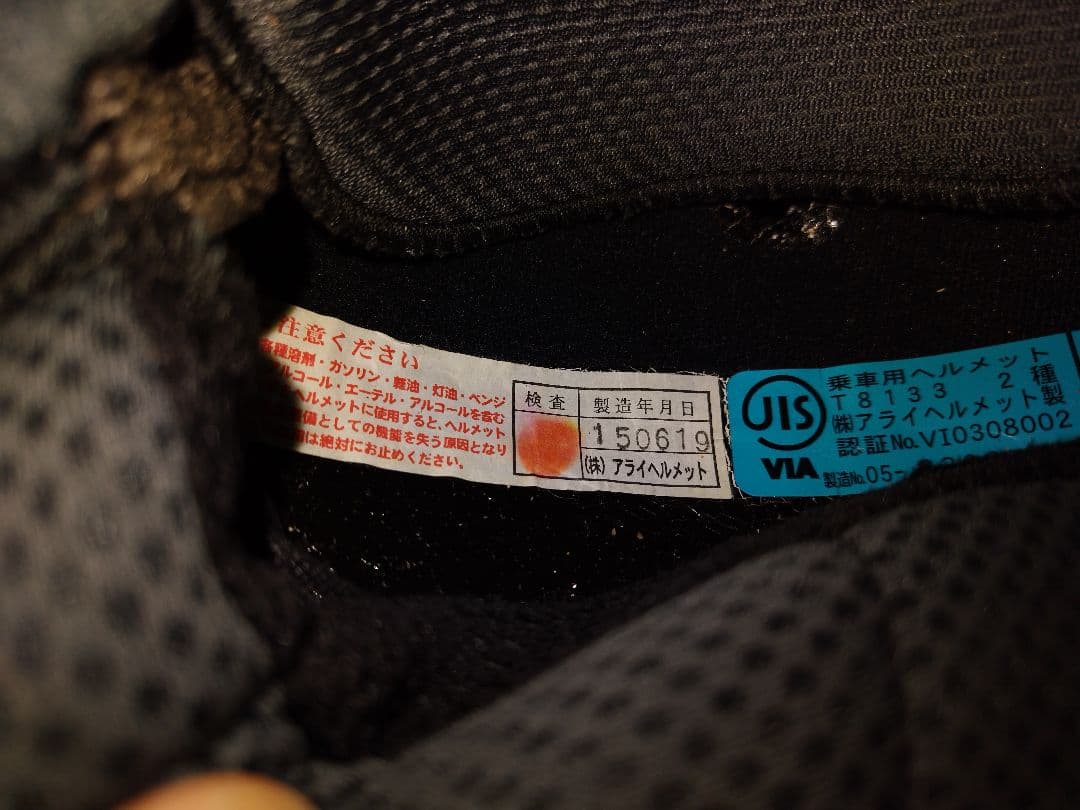 注意ください
各種溶剤・ガソリン・軽油・灯油・ベンジ
ルコール・エーテル・アルコールを含む
ヘルメットに使用すると、ヘルメット
備としての機能を失う原因となり
は絶対にお止めください。
検査 製造年月日
150619
(株)アライヘルメット
JIS
VIA
乗車用ヘルメット
T8133 2種
(株)アライヘルメット製
認証No.VI0308002
製造No.05-